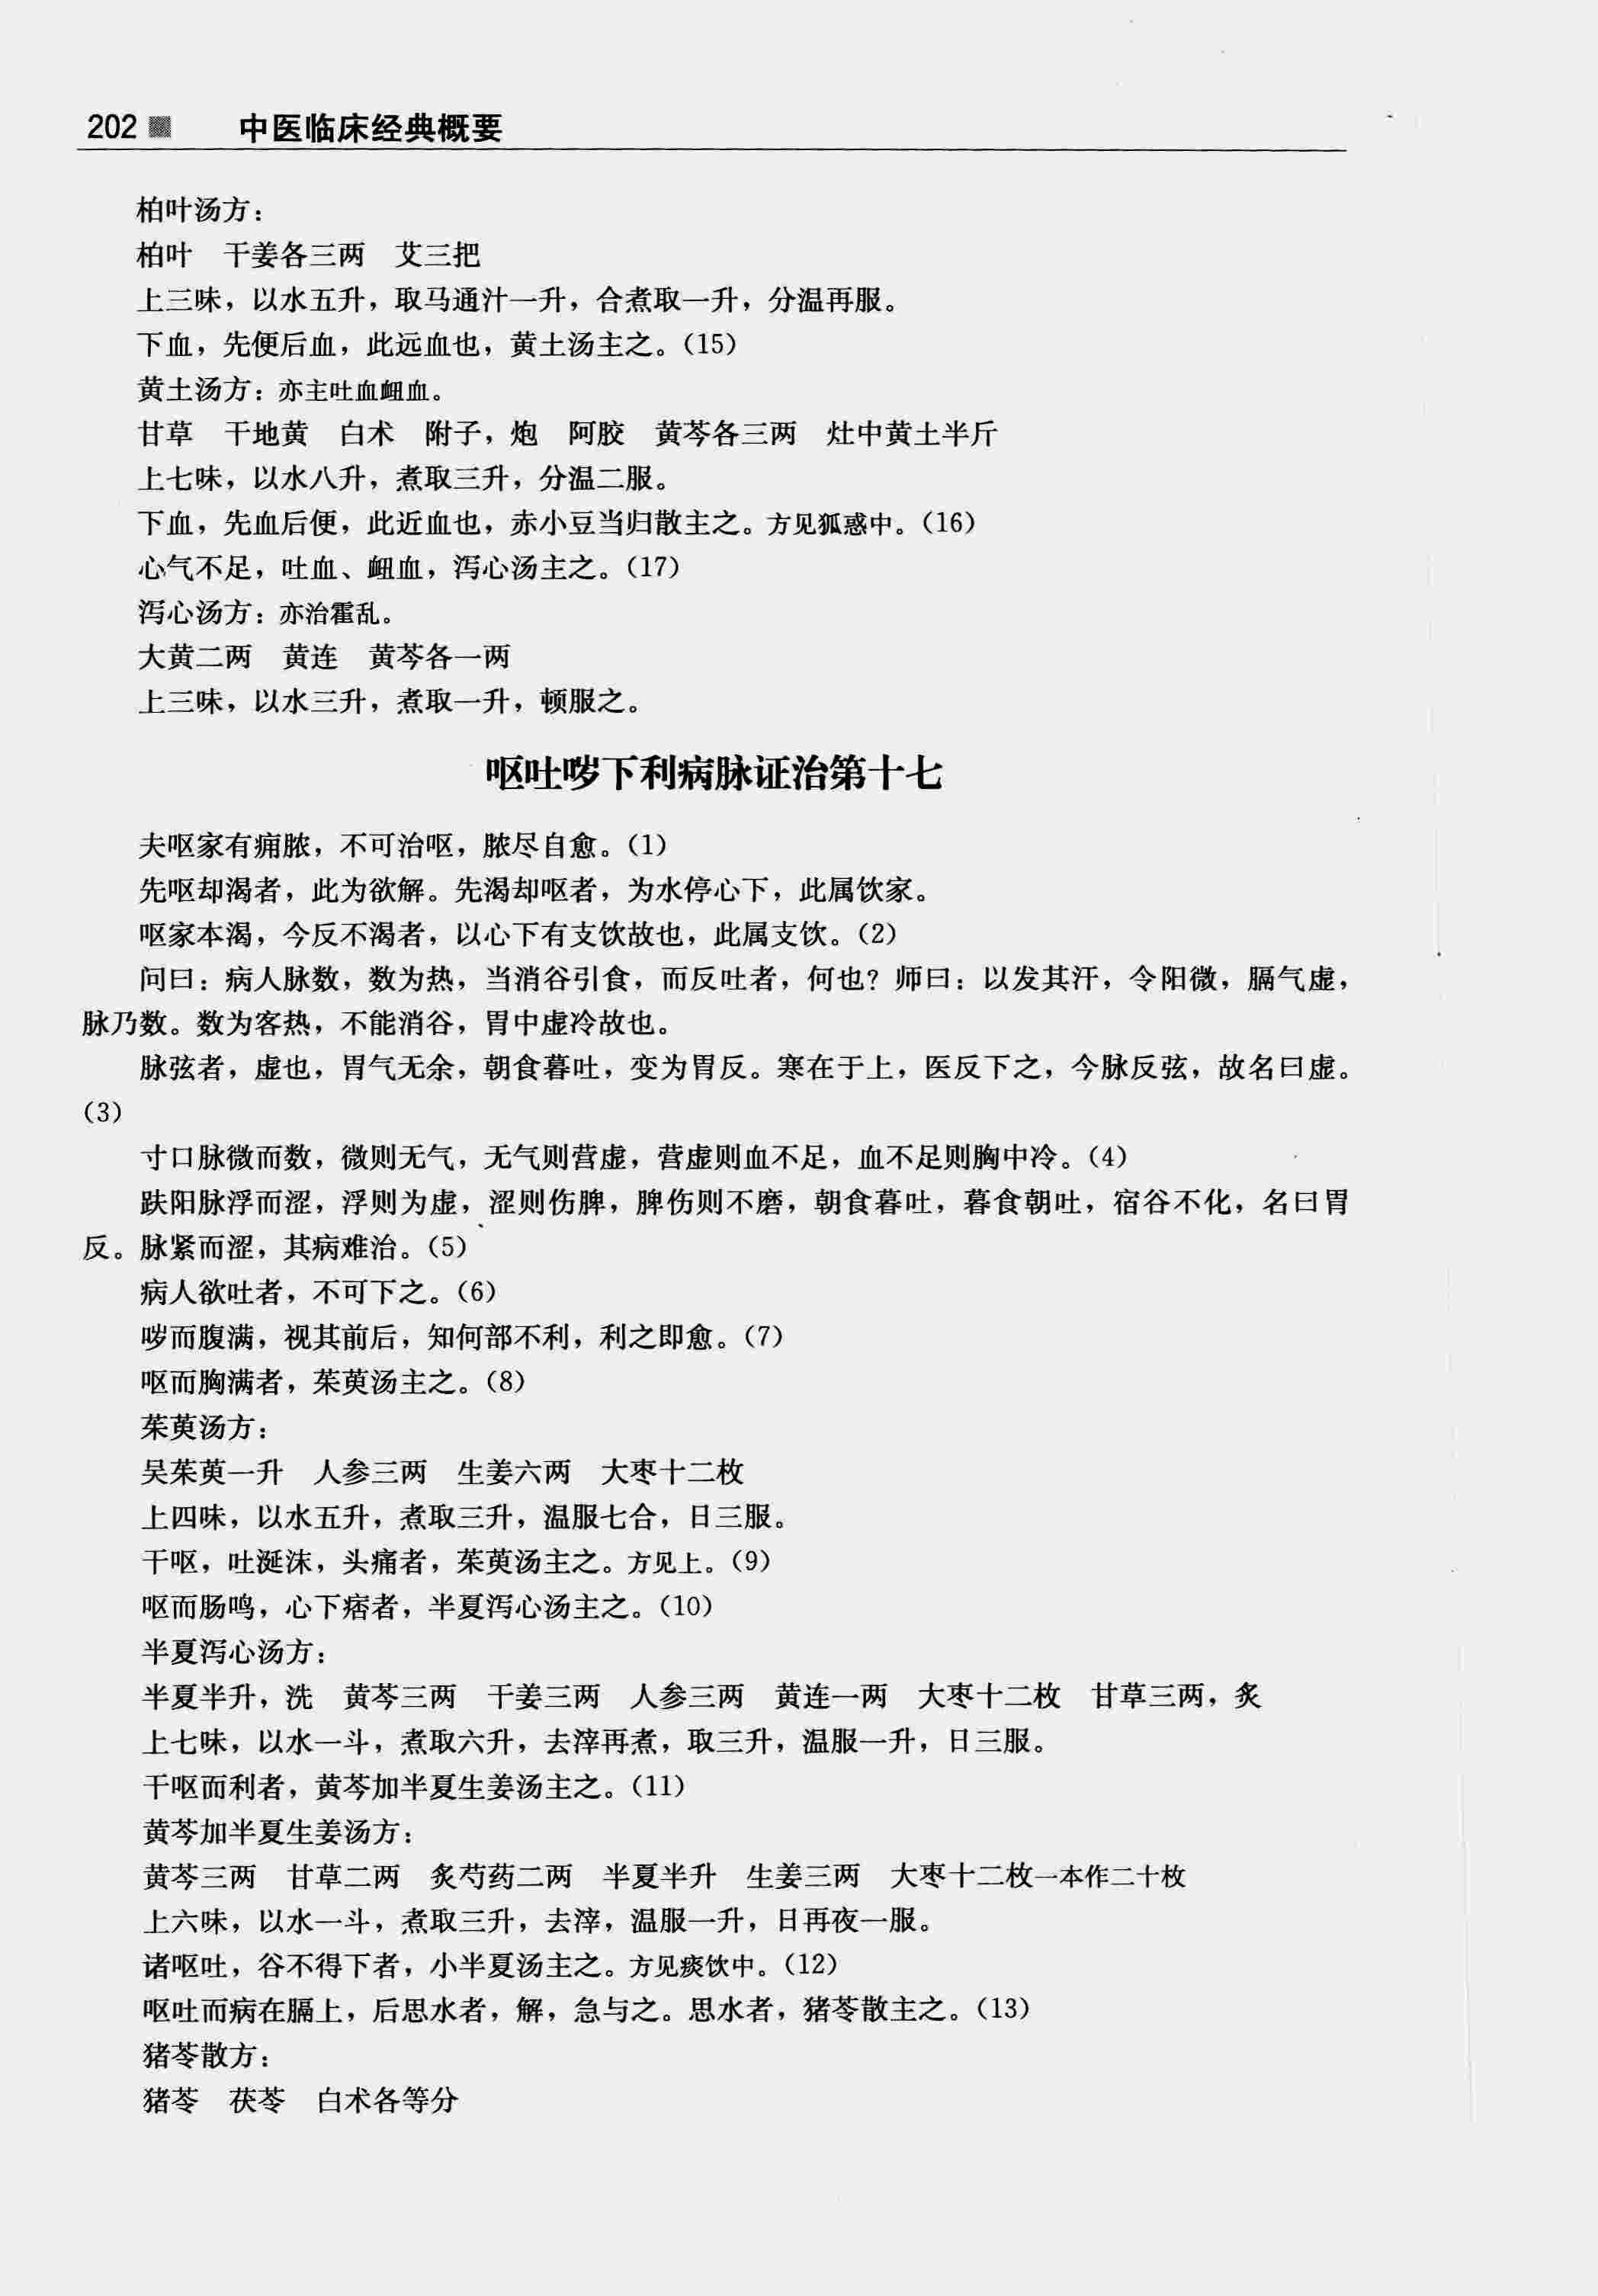 202 中医临床经典概要
柏叶汤方：
柏叶　干姜各三两　艾三把
上三味，以水五升，取马通汁一升，合煮取一升，分温再服。
下血，先便后血，此远血也，黄土汤主之。（15）
黄土汤方：亦主吐血衄血。
甘草　干地黄　白术　附子，炮　阿胶　黄芩各三两　灶中黄土半斤
上七味，以水八升，煮取三升，分温二服。
下血，先血后便，此近血也，赤小豆当归散主之。方见狐惑中。（16）
心气不足，吐血、衄血，泻心汤主之。（17）
泻心汤方：亦治霍乱。
大黄二两　黄连　黄芩各一两
上三味，以水三升，煮取一升，顿服之。
呕吐哕下利病脉证治第十七
夫呕家有痈脓，不可治呕，脓尽自愈。（1）
先呕却渴者，此为欲解。先渴却呕者，为水停心下，此属饮家。
呕家本渴，今反不渴者，以心下有支饮故也，此属支饮。（2）
问曰：病人脉数，数为热，当消谷引食，而反吐者，何也？师曰：以发其汗，令阳微，膈气虚，
脉乃数。数为客热，不能消谷，胃中虚冷故也。
脉弦者，虚也，胃气无余，朝食暮吐，变为胃反。寒在于上，医反下之，今脉反弦，故名曰虚。
（3）
寸口脉微而数，微则无气，无气则营虚，营虚则血不足，血不足则胸中冷。（4）
趺阳脉浮而涩，浮则为虚，涩则伤脾，脾伤则不磨，朝食暮吐，暮食朝吐，宿谷不化，名曰胃
反。脉紧而涩，其病难治。（5）
病人欲吐者，不可下之。（6）
哕而腹满，视其前后，知何部不利，利之即愈。（7）
呕而胸满者，茱萸汤主之。（8）
茱萸汤方：
吴茱萸一升　人参三两　生姜六两　大枣十二枚
上四味，以水五升，煮取三升，温服七合，日三服。
干呕，吐涎沫，头痛者，茱萸汤主之。方见上。（9）
呕而肠鸣，心下痞者，半夏泻心汤主之。（10）
半夏泻心汤方：
半夏半升，洗　黄芩三两　干姜三两　人参三两　黄连一两　大枣十二枚　甘草三两，炙
上七味，以水一斗，煮取六升，去滓再煮，取三升，温服一升，日三服。
干呕而利者，黄芩加半夏生姜汤主之。（11）
黄芩加半夏生姜汤方：
黄芩三两　甘草二两　炙芍药二两　半夏半升　生姜三两　大枣十二枚一本作二十枚
上六味，以水一斗，煮取三升，去滓，温服一升，日再夜一服。
诸呕吐，谷不得下者，小半夏汤主之。方见痰饮中。（12）
呕吐而病在膈上，后思水者，解，急与之。思水者，猪苓散主之。（13）
猪苓散方：
猪苓　茯苓　白术各等分